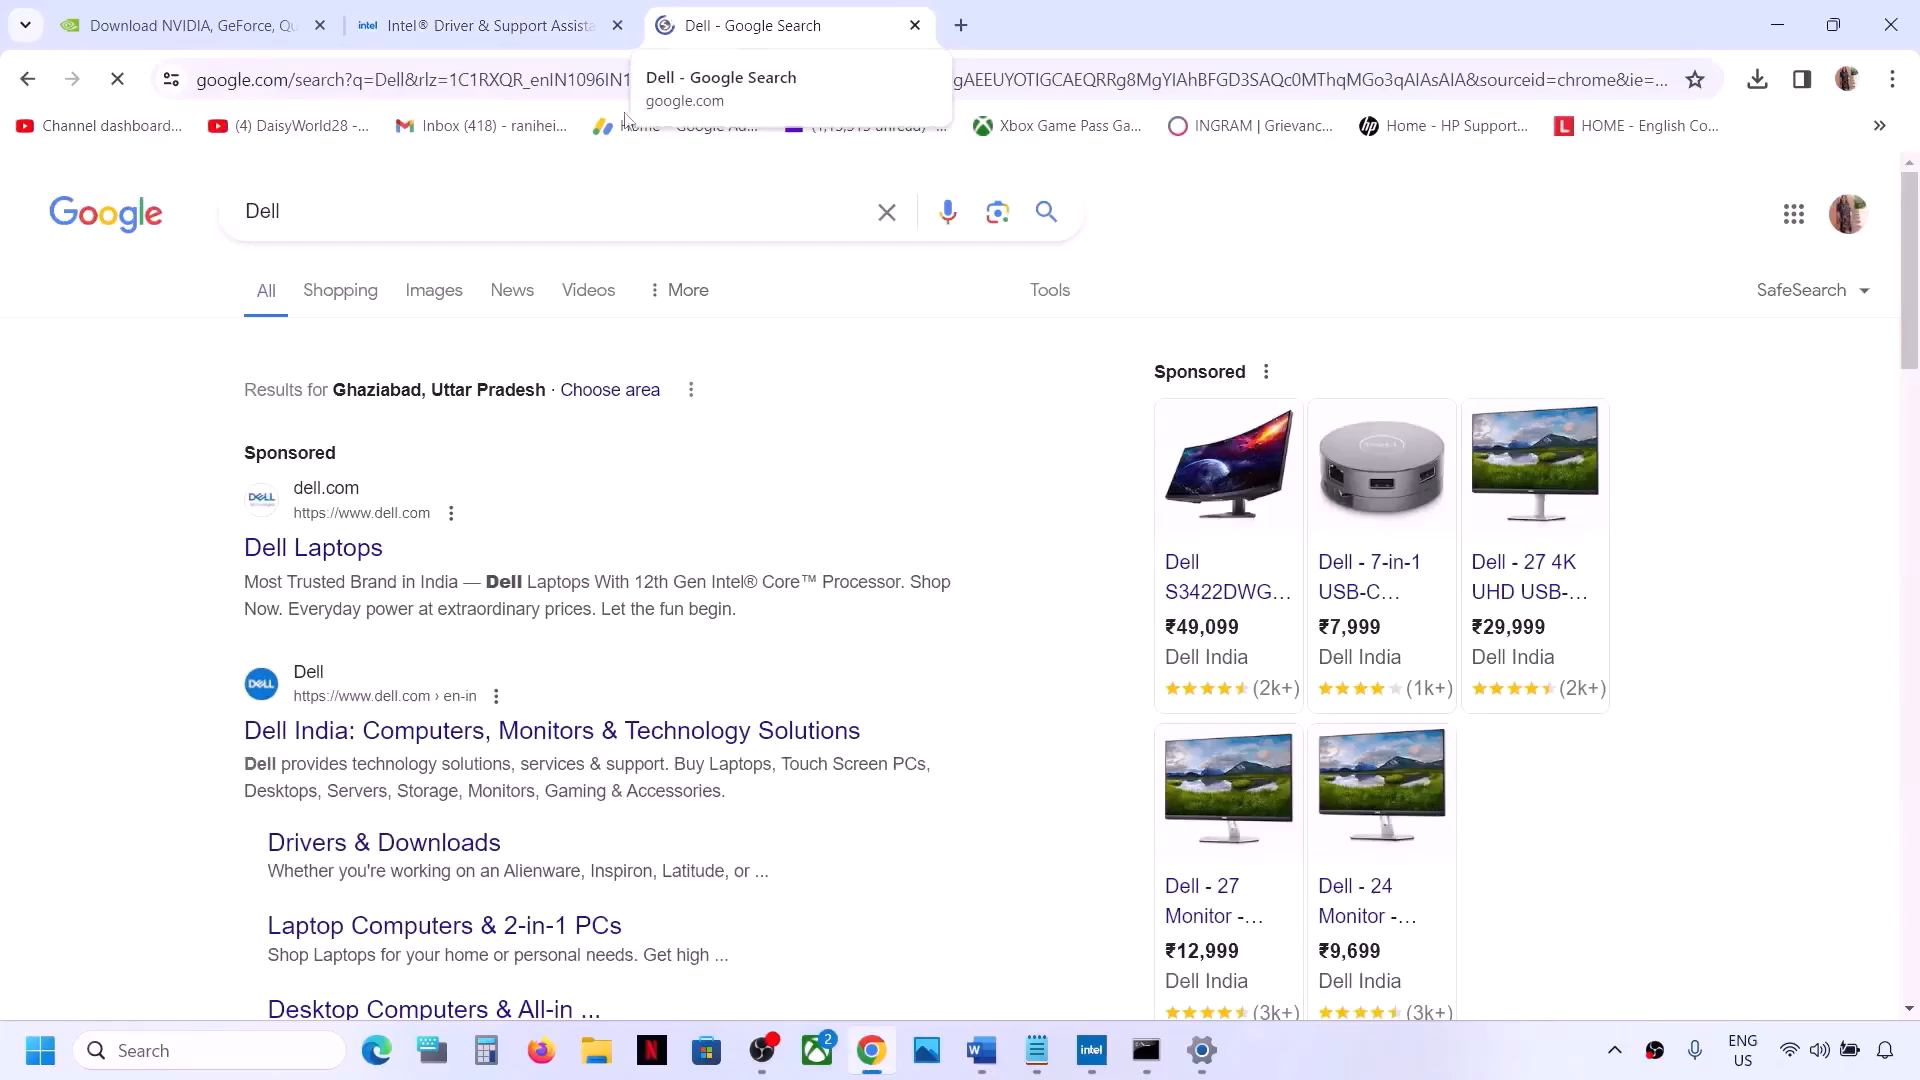 Download NVIDIA, GeForce, Qu
intel Intel® Driver & Support Assista
Dell - Google Search
google.com/search?q=Dell&rlz=1C1RXQR_enIN1096IN1
gAEEUYOTIGCAEQRRg8MgYIAhBFGD3SAQc0MThqMGo3qAIAsAIA&sourceid=chrome&ie=...
Dell - Google Search
google.com
Channel dashboard...
(4) DaisyWorld28 -...
Inbox (418) - ranihei...
Xbox Game Pass Ga...
INGRAM | Grievanc...
Home - HP Support...
HOME - English Co...
Google
Dell
All
Shopping
Images
News
Videos
More
Tools
SafeSearch
Results for Ghaziabad, Uttar Pradesh · Choose area
Sponsored
dell.com
https://www.dell.com
Dell Laptops
Most Trusted Brand in India — Dell Laptops With 12th Gen Intel® Core™ Processor. Shop
Now. Everyday power at extraordinary prices. Let the fun begin.
Dell
https://www.dell.com › en-in
Dell India: Computers, Monitors & Technology Solutions
Dell provides technology solutions, services & support. Buy Laptops, Touch Screen PCs,
Desktops, Servers, Storage, Monitors, Gaming & Accessories.
Drivers & Downloads
Whether you're working on an Alienware, Inspiron, Latitude, or ...
Laptop Computers & 2-in-1 PCs
Shop Laptops for your home or personal needs. Get high ...
Desktop Computers & All-in ...
Sponsored
Dell
S3422DWG...
₹49,099
Dell India
(2k+)
Dell - 7-in-1
USB-C...
₹7,999
Dell India
(1k+)
Dell - 27 4K
UHD USB-...
₹29,999
Dell India
(2k+)
Dell - 27
Monitor -...
₹12,999
Dell India
(3k+)
Dell - 24
Monitor -...
₹9,699
Dell India
(3k+)
Search
2
intel
ENG
US